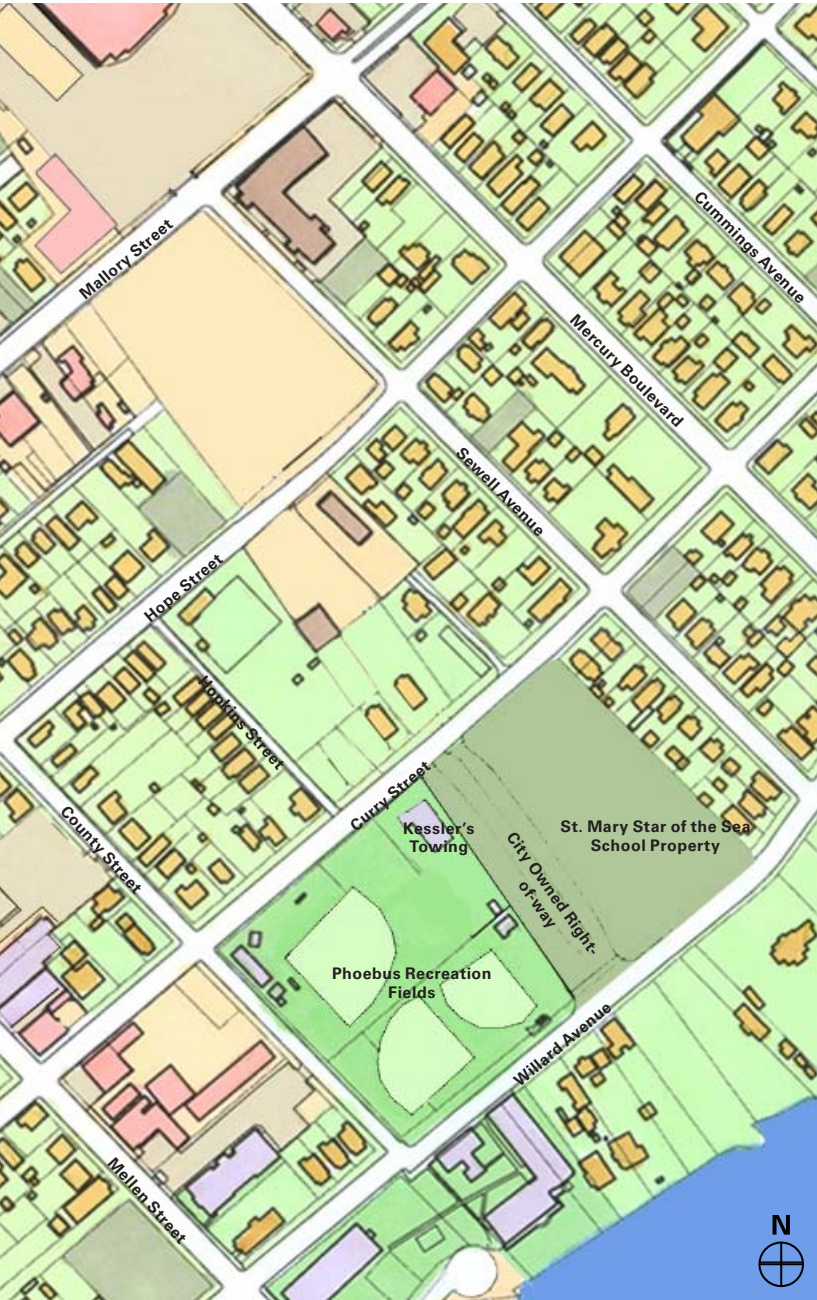 Cummings Avenue
Mallory Street
Mercury Boulevard
Sewell Avenue
Hope Street
Hopkins Street
Curry Street
County Street
Kessler's
Towing
St. Mary Star of the Sea
School Property
City Owned Right-
of-way
Phoebus Recreation
Fields
Willard Avenue
Mellen Street
N